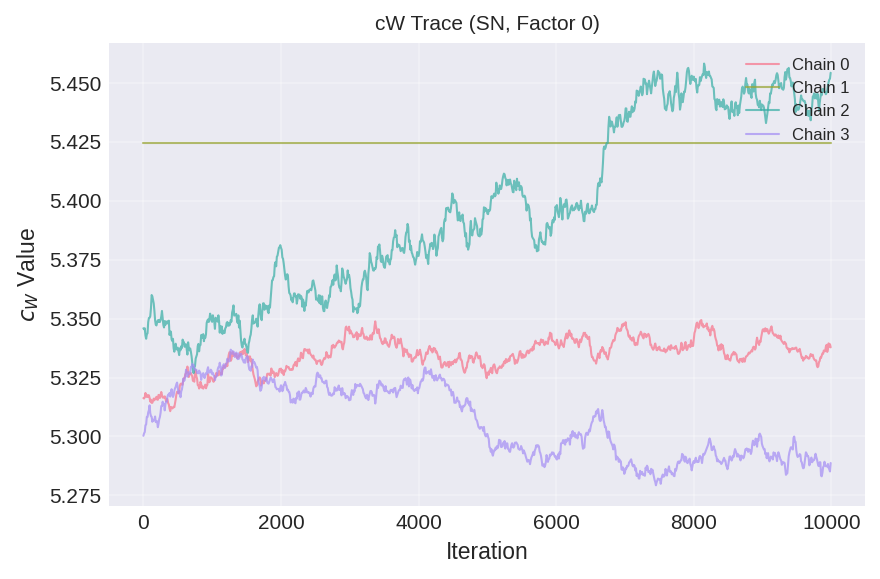 cW Trace (SN, Factor 0)
Chain 0
Chain 1
Chain 2
Chain 3
5.450
5.425
5.400
5.375
5.350
5.325
5.300
5.275
c_W Value
0 2000 4000 6000 8000 10000
Iteration